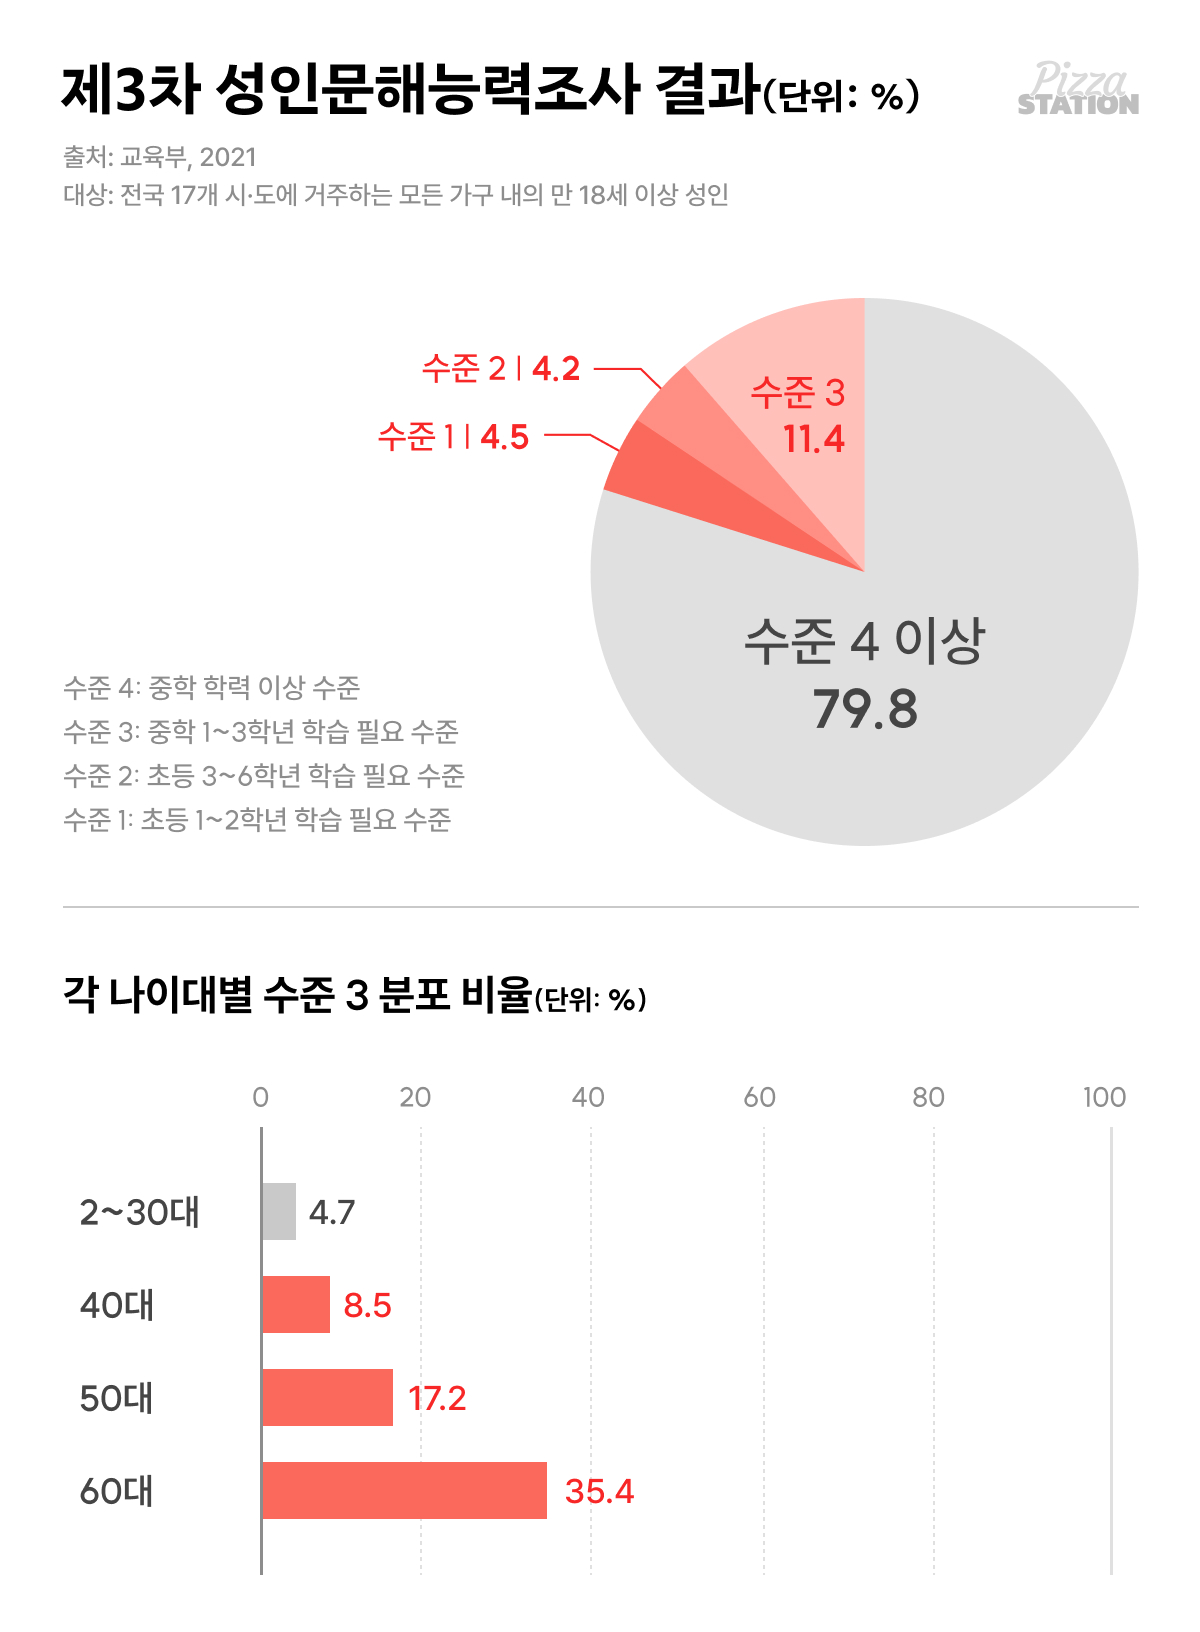 제3차 성인문해능력조사 결과(단위: %)
Pizza
STATION
출처: 교육부, 2021
대상: 전국 17개 시·도에 거주하는 모든 가구 내의 만 18세 이상 성인
수준 2 | 4.2
수준 1 | 4.5
수준 3
11.4
수준 4 이상
79.8
수준 4: 중학 학력 이상 수준
수준 3: 중학 1~3학년 학습 필요 수준
수준 2: 초등 3~6학년 학습 필요 수준
수준 1: 초등 1~2학년 학습 필요 수준
각 나이대별 수준 3 분포 비율(단위: %)
0 20 40 60 80 100
2~30대 4.7
40대 8.5
50대 17.2
60대 35.4